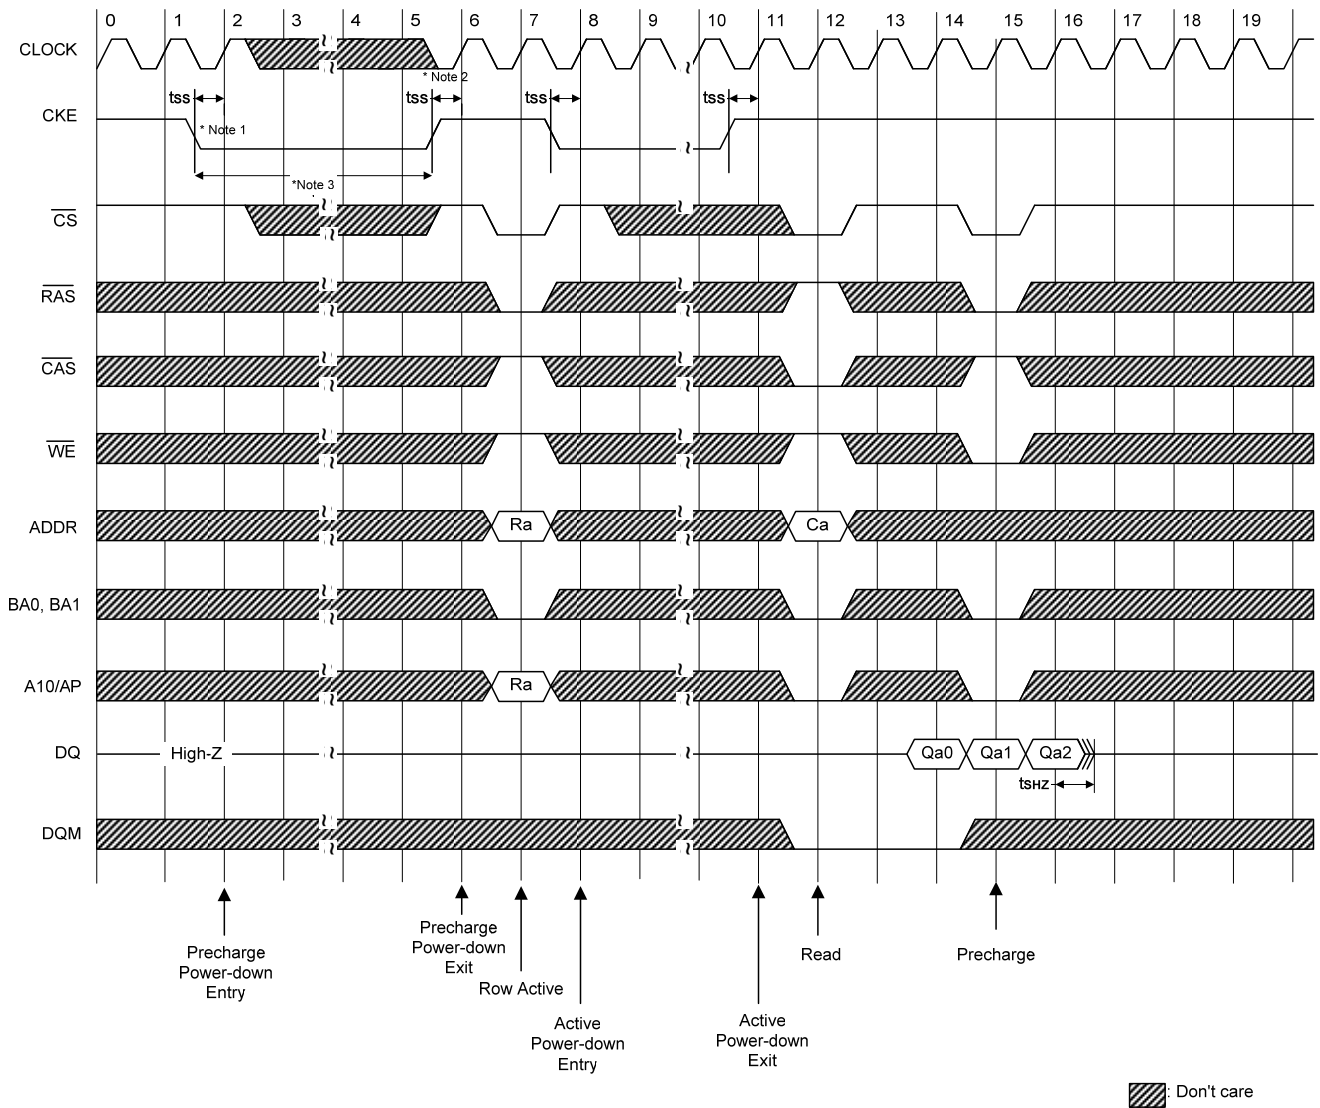 0 1 2 3 4 5 6 7 8 9 10 11 12 13 14 15 16 17 18 19
CLOCK
* Note 2
tss tss tss tss
CKE
* Note 1
*Note 3
CS
RAS
CAS
WE
ADDR Ra Ca
BA0, BA1
A10/AP Ra
DQ High-Z Qa0 Qa1 Qa2
tSHZ
DQM
Precharge
Power-down
Entry
Precharge
Power-down
Exit
Row Active
Active
Power-down
Entry
Active
Power-down
Exit
Read
Precharge
: Don't care